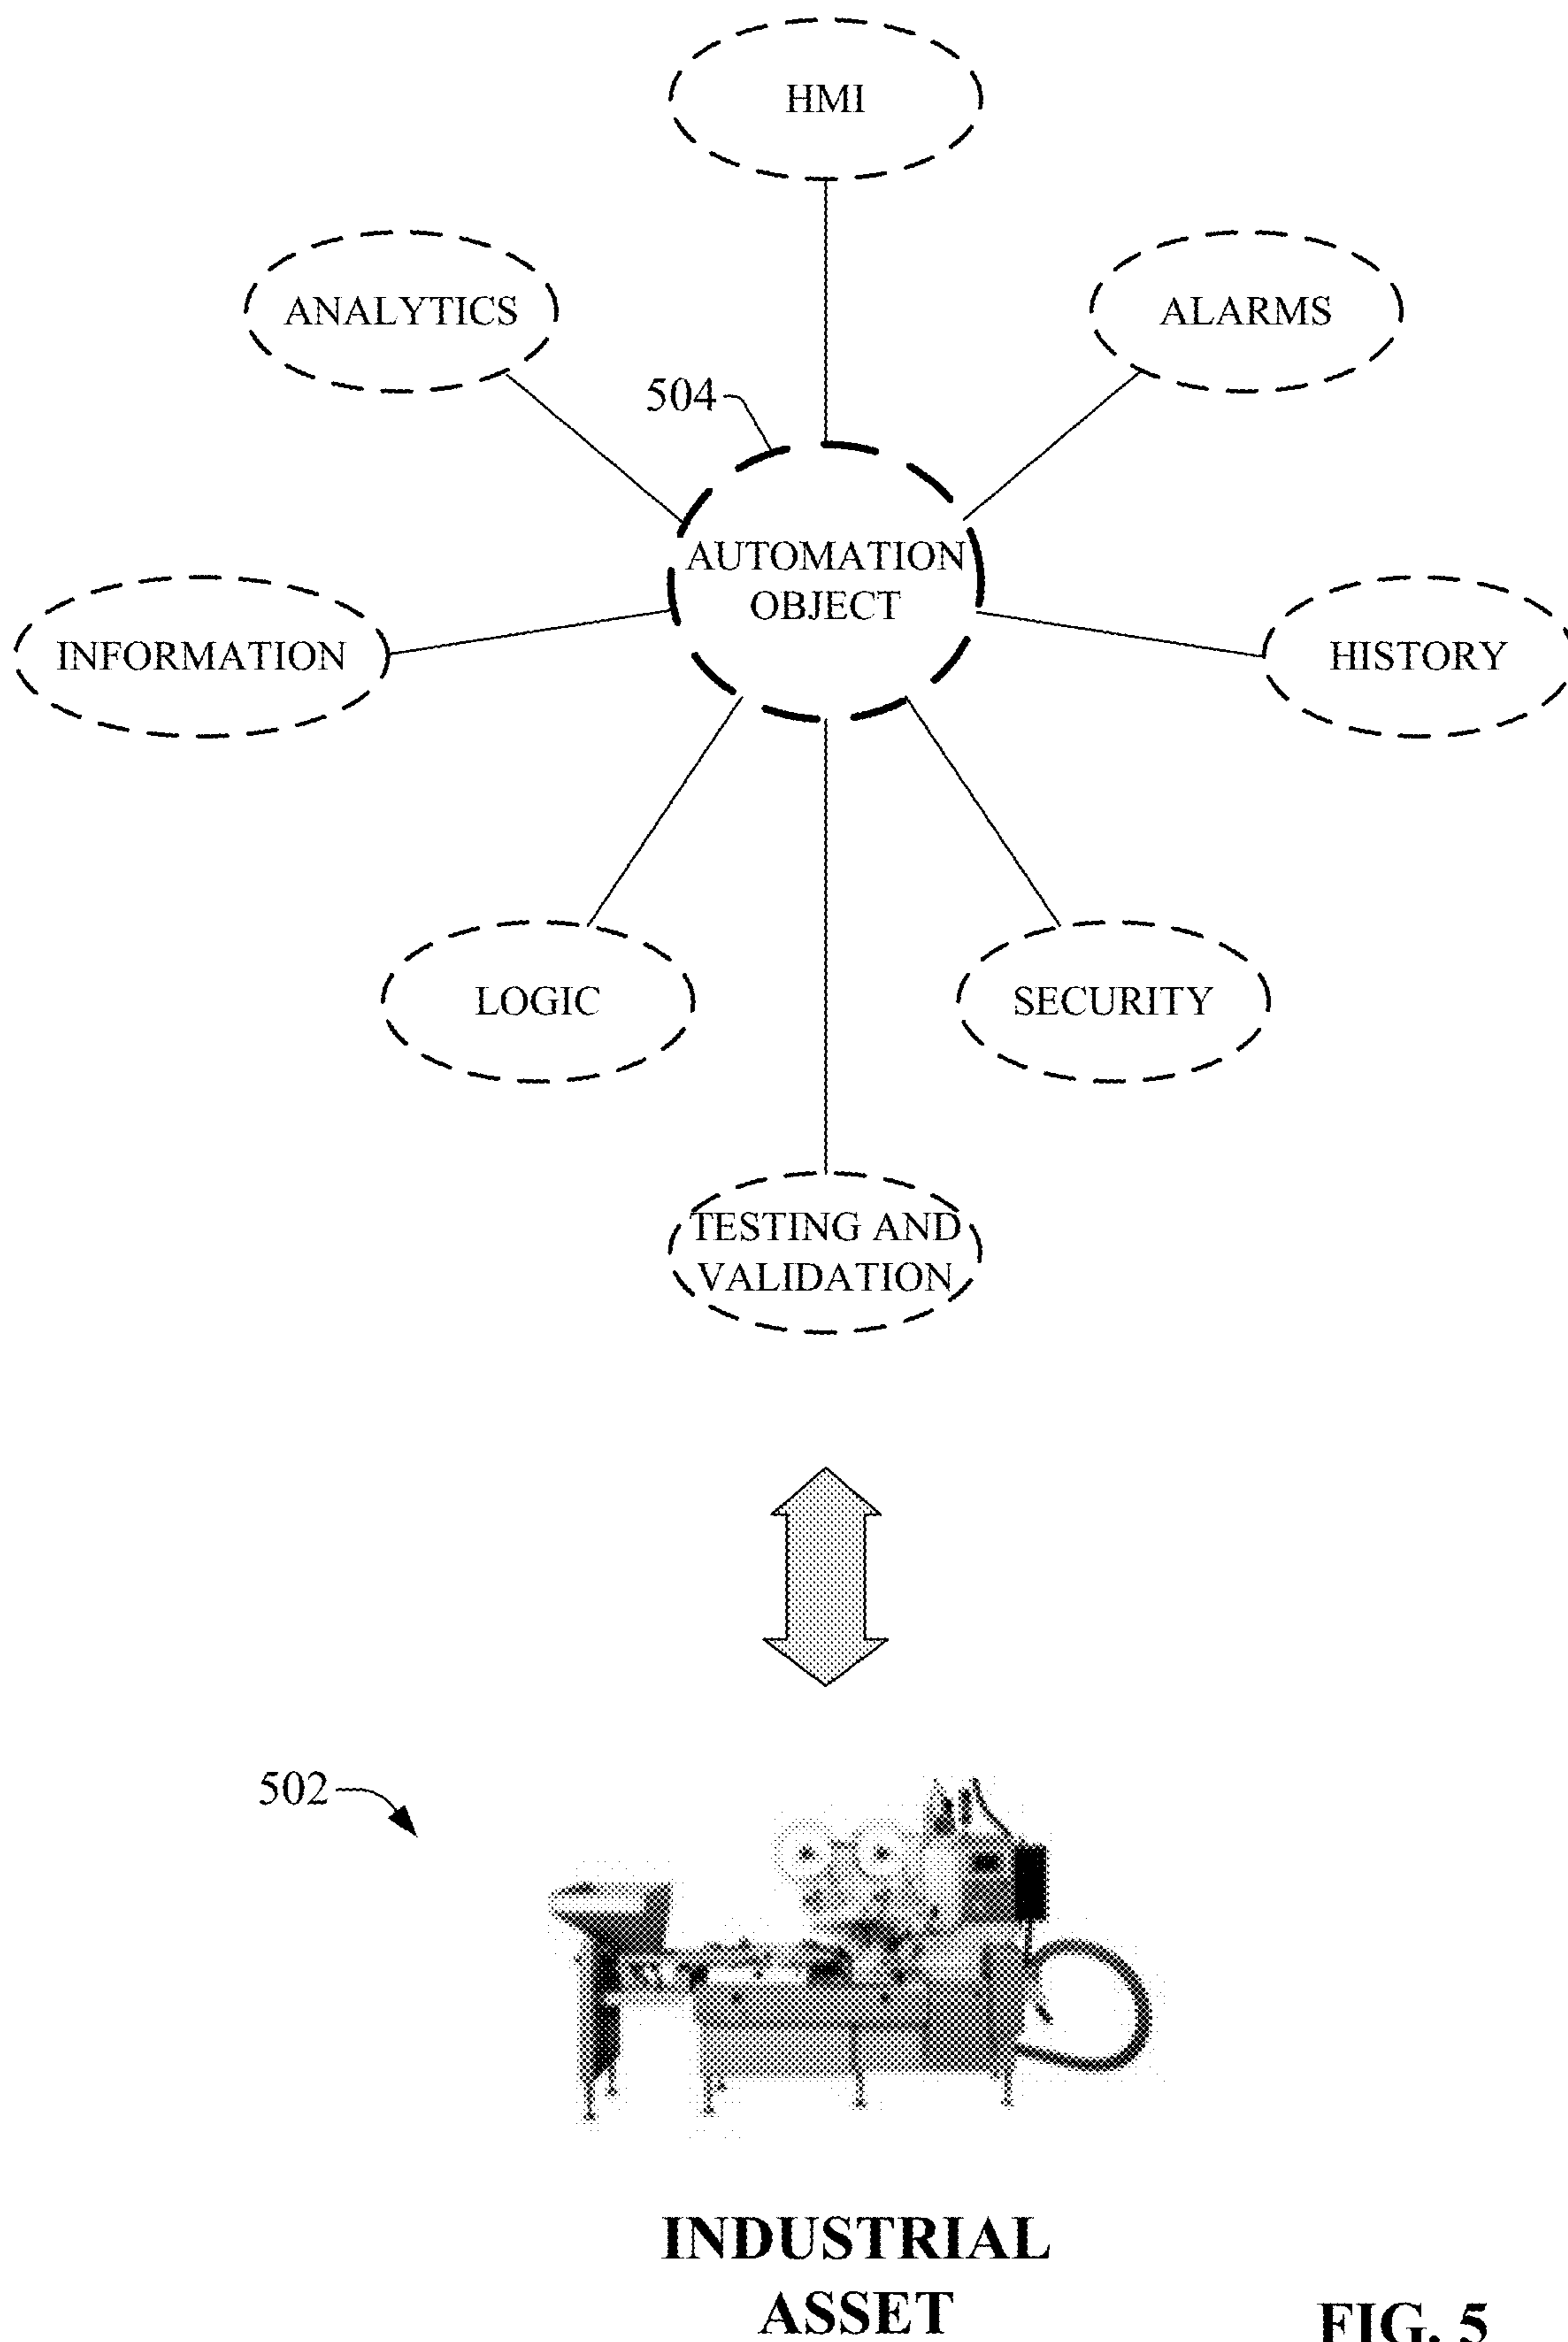 HMI
ANALYTICS
ALARMS
504
AUTOMATION
OBJECT
INFORMATION
HISTORY
LOGIC
SECURITY
TESTING AND
VALIDATION
502
INDUSTRIAL
ASSET
FIG. 5